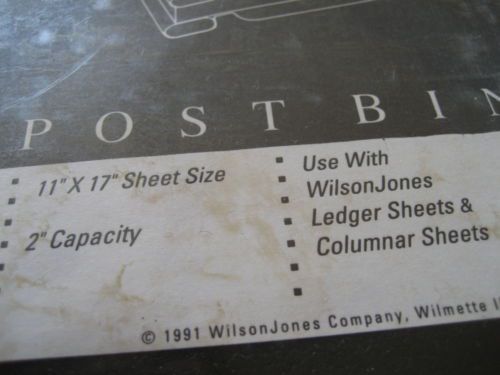 POST BIN
11" X 17" Sheet Size
2" Capacity
Use With
WilsonJones
Ledger Sheets &
Columnar Sheets
© 1991 WilsonJones Company, Wilmette